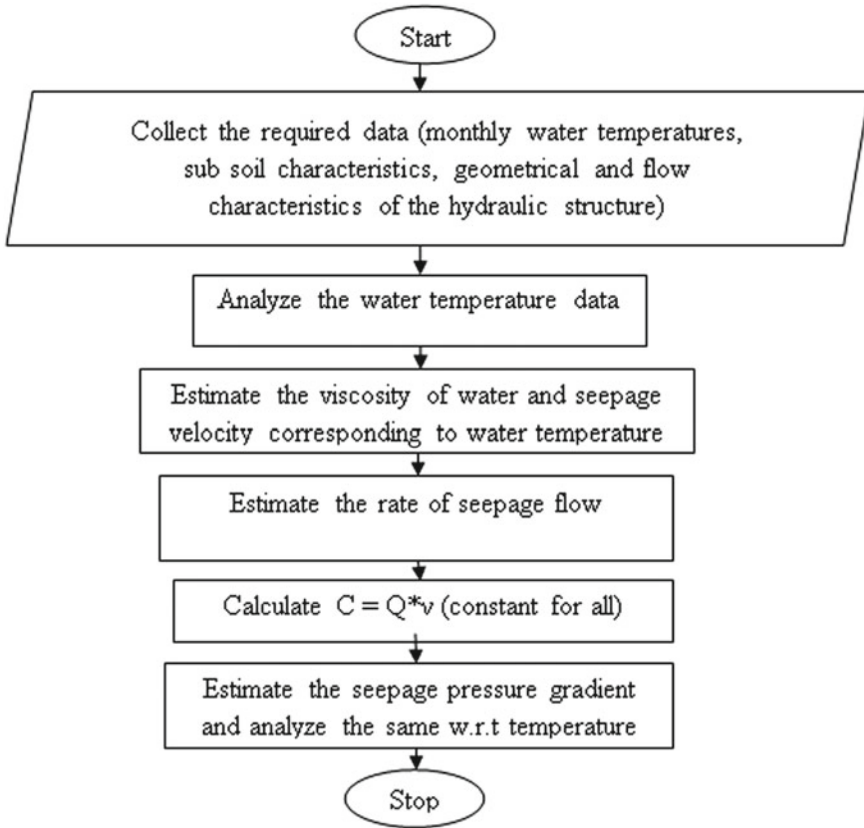 Start
Collect the required data (monthly water temperatures,
sub soil characteristics, geometrical and flow
characteristics of the hydraulic structure)
Analyze the water temperature data
Estimate the viscosity of water and seepage
velocity corresponding to water temperature
Estimate the rate of seepage flow
Calculate C = Q*ν (constant for all)
Estimate the seepage pressure gradient
and analyze the same w.r.t temperature
Stop